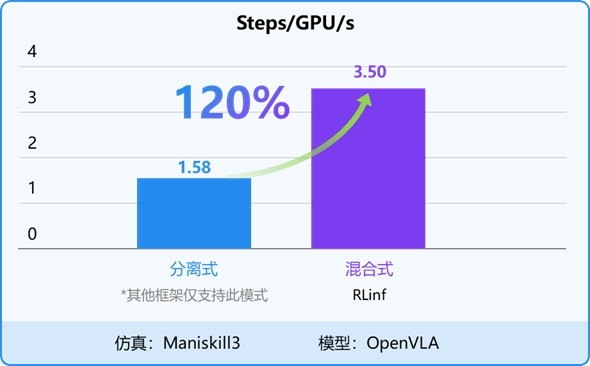 Steps/GPU/s
4
3
2
1
0
120%
1.58
3.50
分离式
混合式
*其他框架仅支持此模式
RLinf
仿真：Maniskill3
模型：OpenVLA